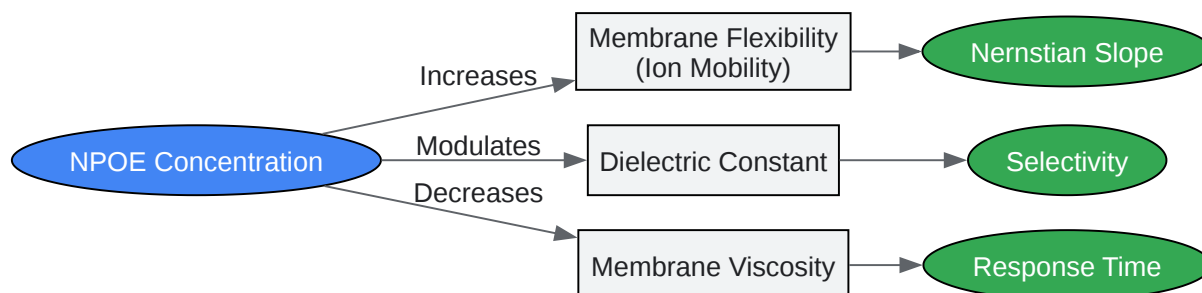 Membrane Flexibility
(Ion Mobility)
Nernstian Slope
Increases
NPOE Concentration
Modulates
Dielectric Constant
Selectivity
Decreases
Membrane Viscosity
Response Time